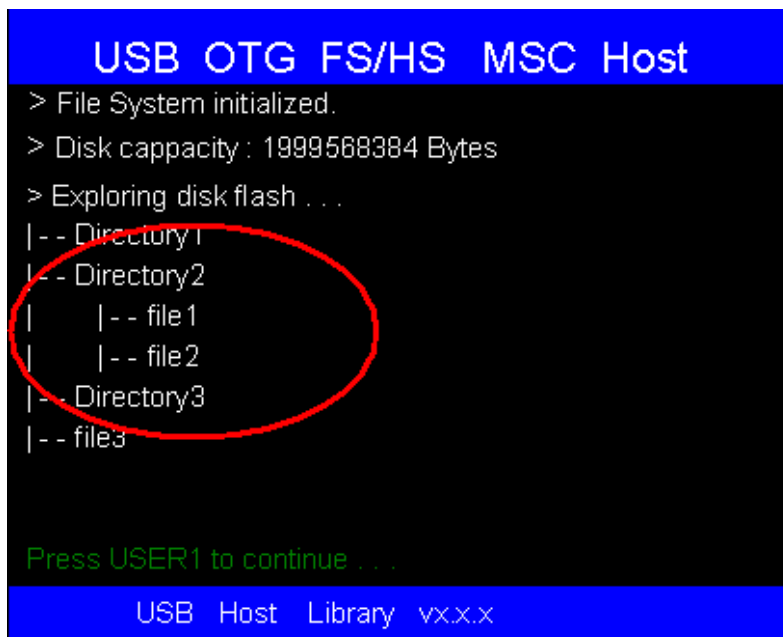 USB OTG FS/HS MSC Host
> File System initialized.
> Disk cappacity : 1999568384 Bytes
> Exploring disk flash . . .
|-- Directory1
|-- Directory2
| |-- file1
| |-- file2
|-- Directory3
|-- file3
Press USER1 to continue . . .
USB Host Library vx.x.x